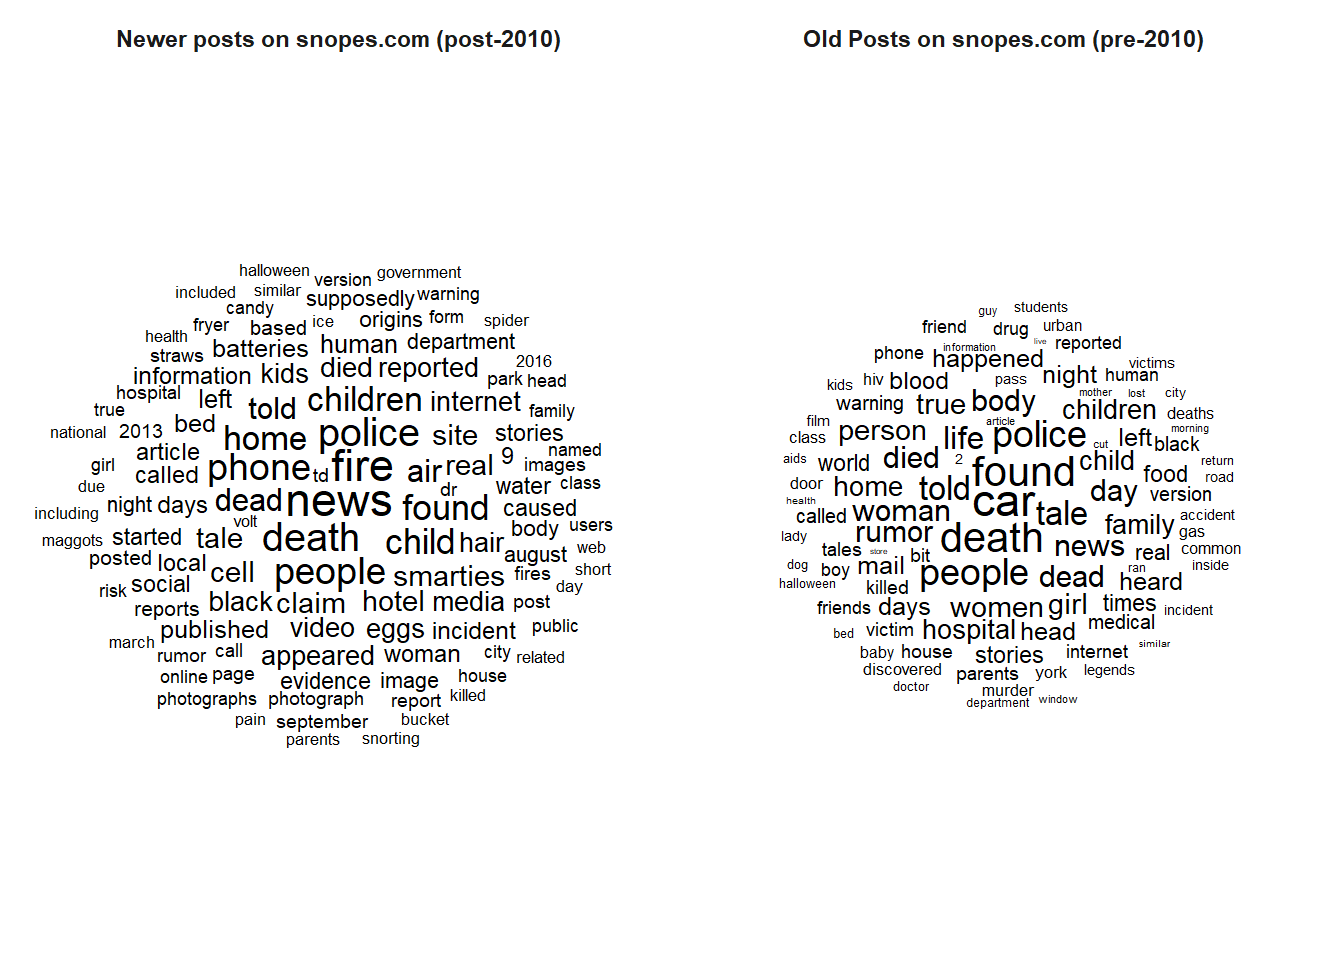 Newer posts on snopes.com (post-2010)
halloween version government
included similar supposedly warning
candy
fryer based ice origins form spider
health batteries human department
straws
information kids died reported 2016
park head
hospital left told children internet family
true
national 2013 bed home police site stories
article named
girl called phone td fire air real 9 images
due night days dead dr water class
including volt news found caused
maggots started tale death child hair body users
posted local august web
cell people smarties fires short
risk social day
reports black claim hotel media post
published video eggs incident public
march
rumor call appeared woman city related
online page evidence image house
photographs photograph report killed
pain september bucket
parents snorting
Old Posts on snopes.com (pre-2010)
guy students
friend drug urban
phone information live reported
happened victims
kids hiv blood pass night human
mother lost city
warning true body children deaths
film article morning
class person life police cut left black
aids world died 2 found child return
door home food road
health told car day version
called woman tale accident
lady rumor death family gas
tales store news real common
dog boy mail bit ran inside
halloween killed people dead heard
friends days women girl times incident
bed victim hospital head medical
baby house stories internet similar
discovered parents york legends
doctor murder
department window